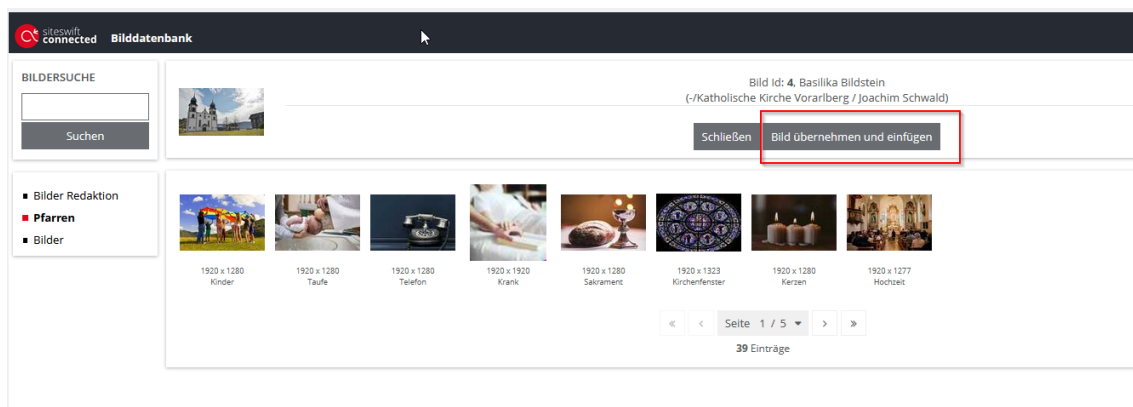 siteswift
connected Bilddatenbank
BILDERSUCHE
Suchen
Bilder Redaktion
Pfarren
Bilder
Bild Id: 4, Basilika Bildstein
(-/Katholische Kirche Vorarlberg / Joachim Schwald)
Schließen Bild übernehmen und einfügen
1920 x 1280 1920 x 1280 1920 x 1280 1920 x 1920 1920 x 1280 1920 x 1323 1920 x 1280 1920 x 1277
Kinder Taufe Telefon Krank Sakrament Kirchenfenster Kerzen Hochzeit
« ‹ Seite 1 / 5 › »
39 Einträge